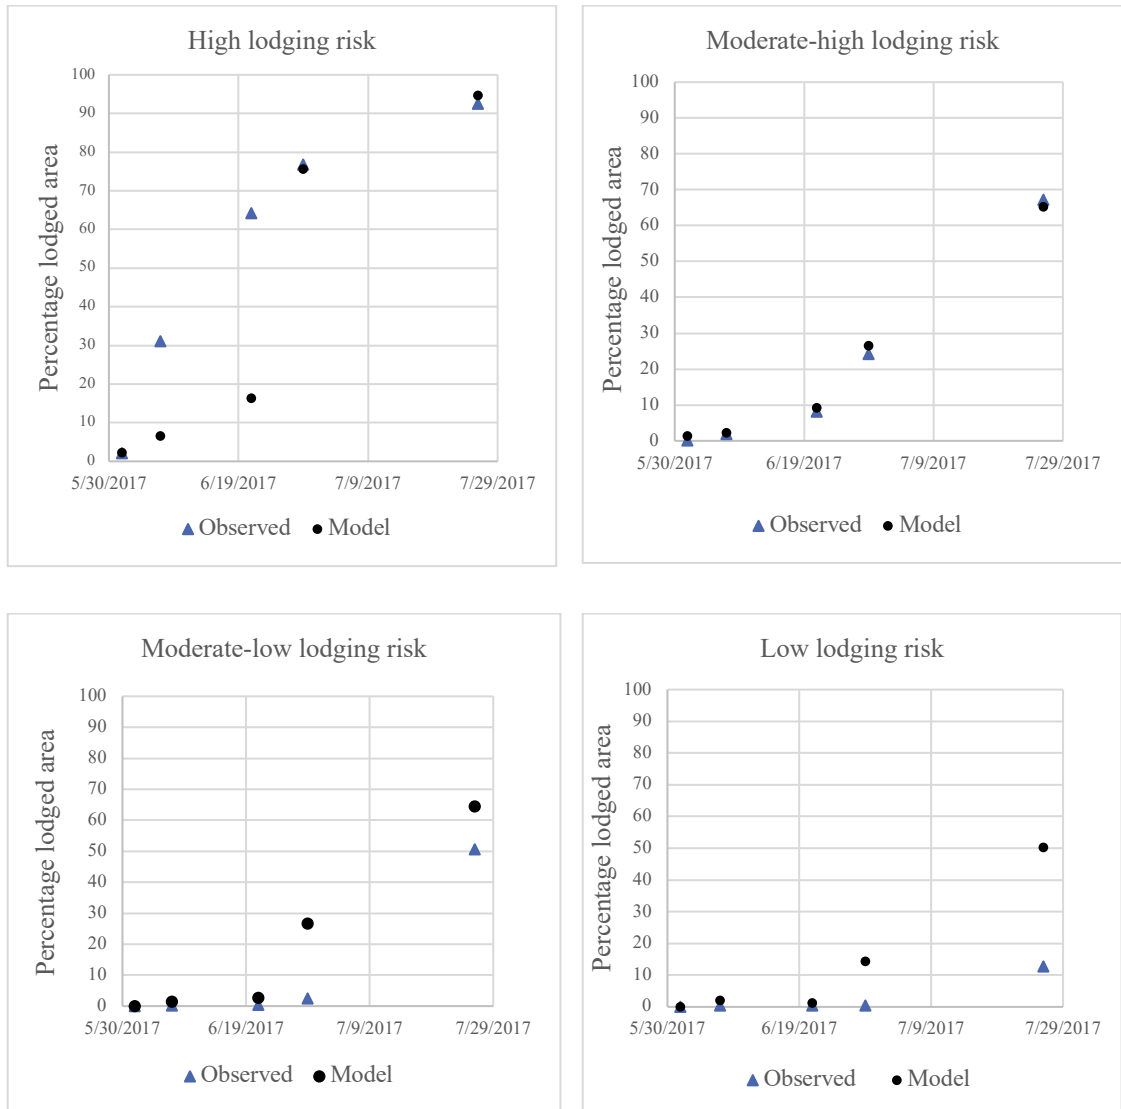 High lodging risk
Percentage lodged area
100
90
80
70
60
50
40
30
20
10
0
5/30/2017 6/19/2017 7/9/2017 7/29/2017
Observed Model
Moderate-high lodging risk
Percentage lodged area
100
90
80
70
60
50
40
30
20
10
0
5/30/2017 6/19/2017 7/9/2017 7/29/2017
Observed Model
Moderate-low lodging risk
Percentage lodged area
100
90
80
70
60
50
40
30
20
10
0
5/30/2017 6/19/2017 7/9/2017 7/29/2017
Observed Model
Low lodging risk
Percentage lodged area
100
90
80
70
60
50
40
30
20
10
0
5/30/2017 6/19/2017 7/9/2017 7/29/2017
Observed Model